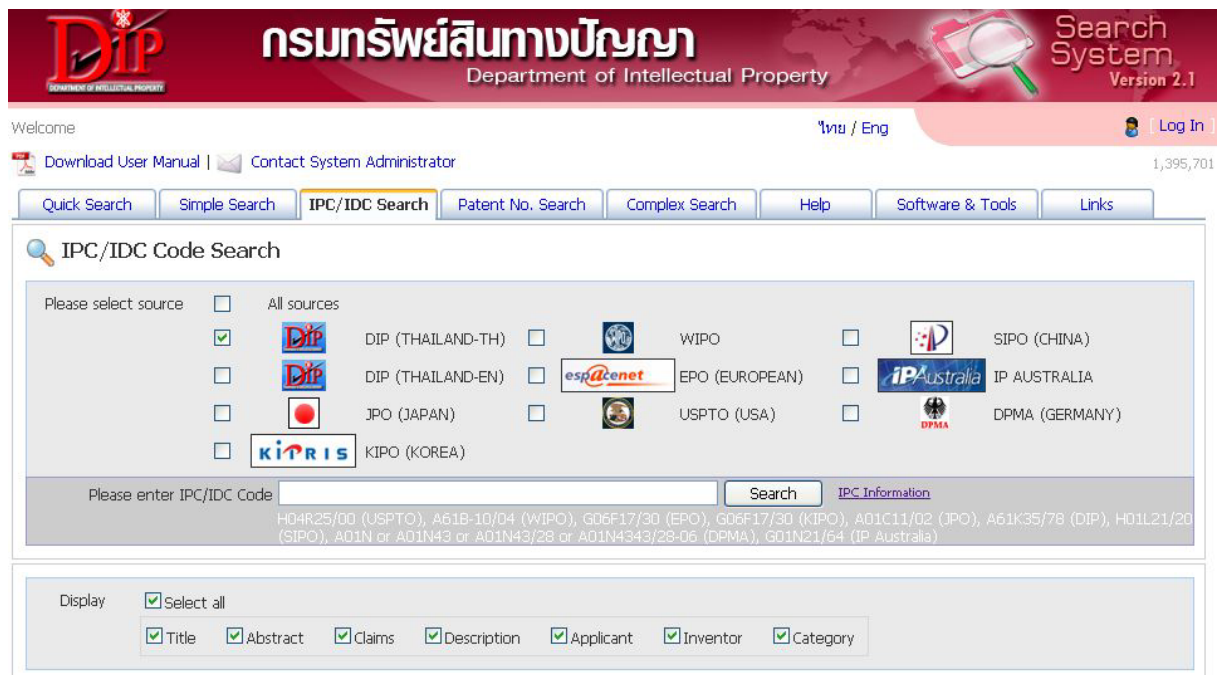 DiP กรมทรัพย์สินทางปัญญา Search
DEPARTMENT OF INTELLECTUAL PROPERTY Department of Intellectual Property System
Version 2.1
Welcome ไทย / Eng [ Log In ]
Download User Manual | Contact System Administrator 1,395,701
Quick Search Simple Search IPC/IDC Search Patent No. Search Complex Search Help Software & Tools Links
IPC/IDC Code Search
Please select source All sources
DiP DIP (THAILAND-TH) WIPO SIPO (CHINA)
DiP DIP (THAILAND-EN) espacenet EPO (EUROPEAN) iPAustralia IP AUSTRALIA
JPO (JAPAN) USPTO (USA) DPMA DPMA (GERMANY)
KIPRIS KIPO (KOREA)
Please enter IPC/IDC Code Search IPC Information
H04R25/00 (USPTO), A61B-10/04 (WIPO), G06F17/30 (EPO), G06F17/30 (KIPO), A01C11/02 (JPO), A61K35/78 (DIP), H01L21/20
(SIPO), A01N or A01N43 or A01N43/28 or A01N4343/28-06 (DPMA), G01N21/64 (IP Australia)
Display Select all
Title Abstract Claims Description Applicant Inventor Category